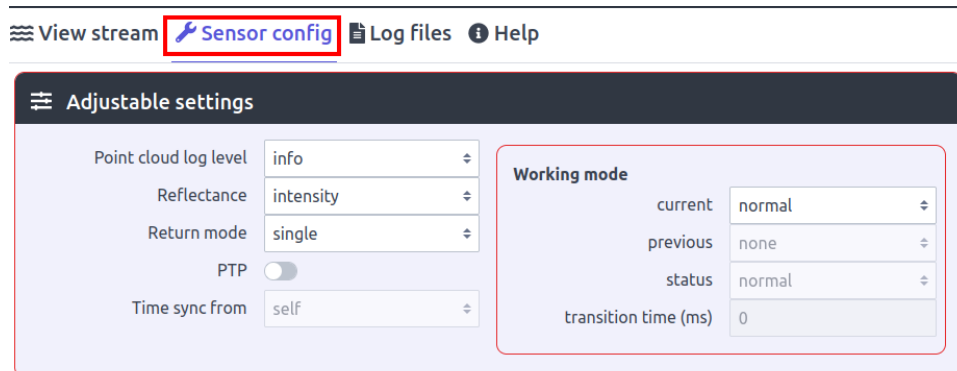 View stream Sensor config Log files Help
Adjustable settings
Point cloud log level info
Reflectance intensity
Return mode single
PTP
Time sync from self
Working mode
current normal
previous none
status normal
transition time (ms) 0